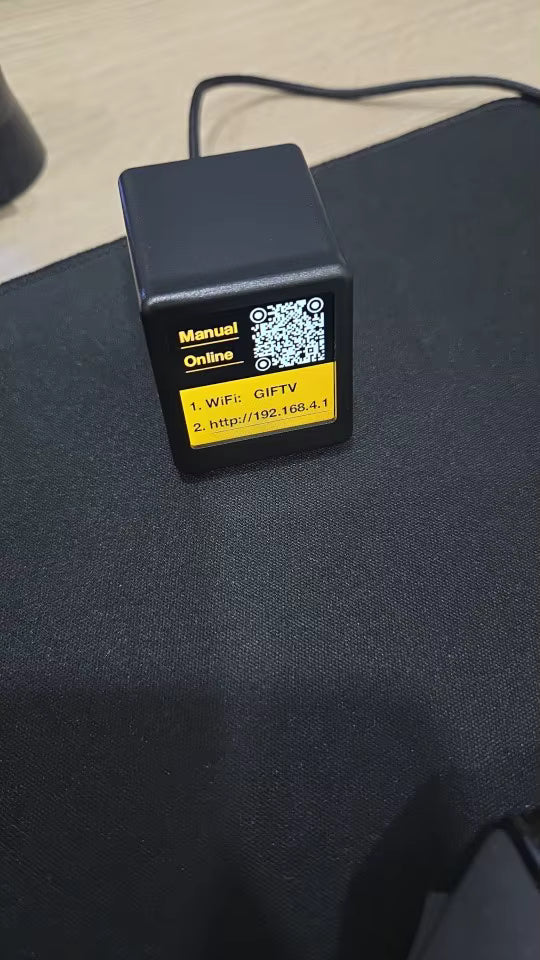 Manual
Online
1. WiFi: GIFTV
2. http://192.168.4.1